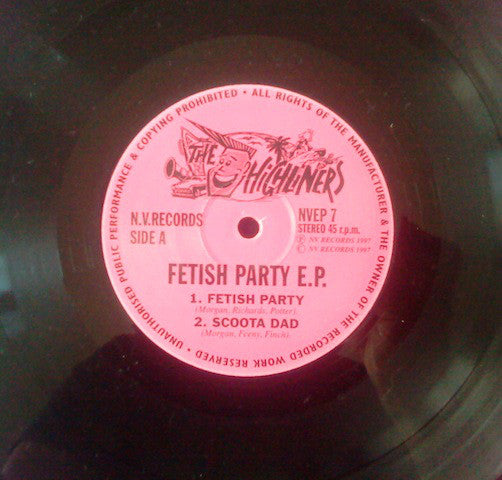 UNAUTHORISED PUBLIC PERFORMANCE & COPYING PROHIBITED • ALL RIGHTS OF THE MANUFACTURER & THE OWNER OF THE RECORDED WORK RESERVED •
THE HIGHLINERS
N.V.RECORDS
SIDE A
NVEP 7
STEREO 45 r.p.m.
℗ NV RECORDS 1997
© NV RECORDS 1997
FETISH PARTY E.P.
1. FETISH PARTY
(Morgan, Richards, Potter).
2. SCOOTA DAD
(Morgan, Feeny, Finch).